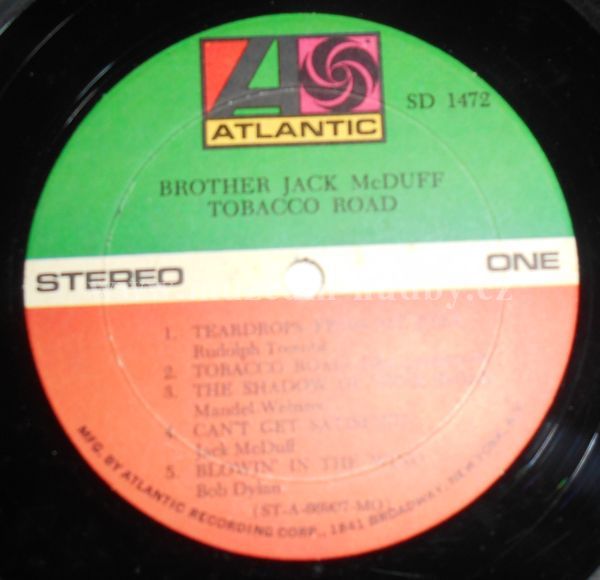 ATLANTIC
SD 1472
BROTHER JACK McDUFF
TOBACCO ROAD
STEREO
ONE
1. TEARDROPS
Rudolph
2. TOBACCO
3. THE SHADOW
Mandel
4. CAN'T GET
Jack McDuff
5. BLOWIN' IN THE
Bob Dylan
MFG. BY ATLANTIC RECORDING CORP., 1841 BROADWAY, NEW YORK, N.Y.